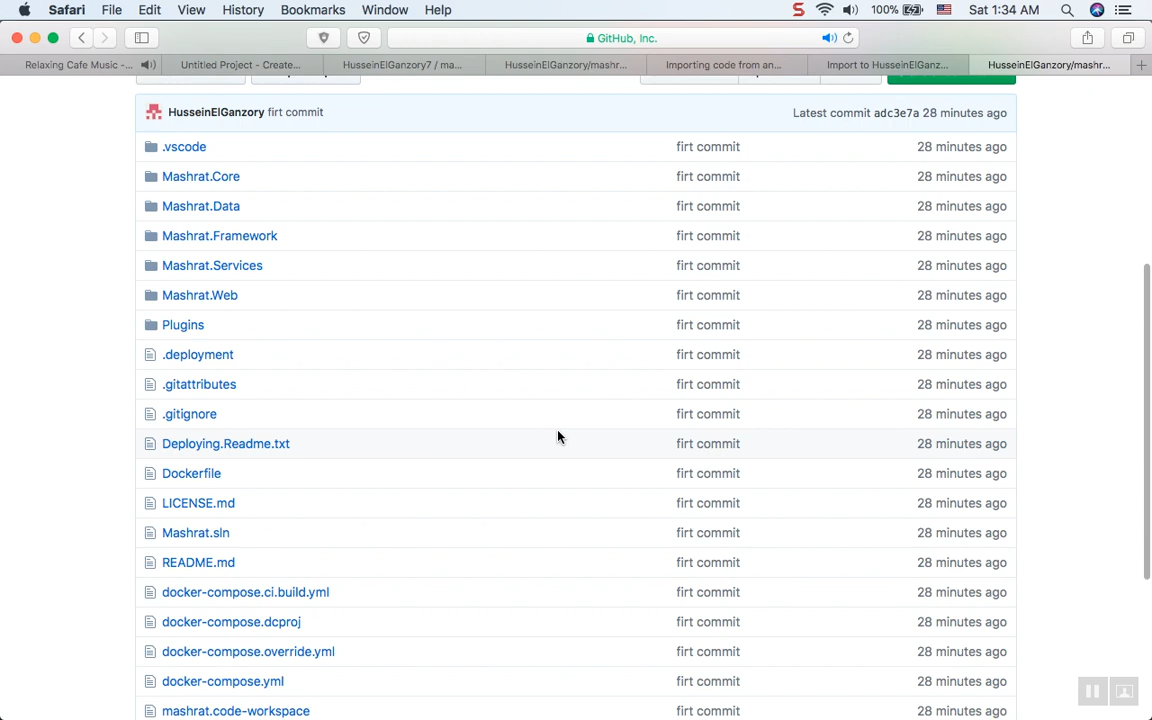 Safari File Edit View History Bookmarks Window Help S 100% Sat 1:34 AM
GitHub, Inc.
Relaxing Cafe Music -... Untitled Project - Create... HusseinElGanzory7 / ma... HusseinElGanzory/mashr... Importing code from an... Import to HusseinElGanz... HusseinElGanzory/mashr...
HusseinElGanzory firt commit Latest commit adc3e7a 28 minutes ago
.vscode firt commit 28 minutes ago
Mashrat.Core firt commit 28 minutes ago
Mashrat.Data firt commit 28 minutes ago
Mashrat.Framework firt commit 28 minutes ago
Mashrat.Services firt commit 28 minutes ago
Mashrat.Web firt commit 28 minutes ago
Plugins firt commit 28 minutes ago
.deployment firt commit 28 minutes ago
.gitattributes firt commit 28 minutes ago
.gitignore firt commit 28 minutes ago
Deploying.Readme.txt firt commit 28 minutes ago
Dockerfile firt commit 28 minutes ago
LICENSE.md firt commit 28 minutes ago
Mashrat.sln firt commit 28 minutes ago
README.md firt commit 28 minutes ago
docker-compose.ci.build.yml firt commit 28 minutes ago
docker-compose.dcproj firt commit 28 minutes ago
docker-compose.override.yml firt commit 28 minutes ago
docker-compose.yml firt commit 28 minutes ago
mashrat.code-workspace firt commit 28 minutes ago